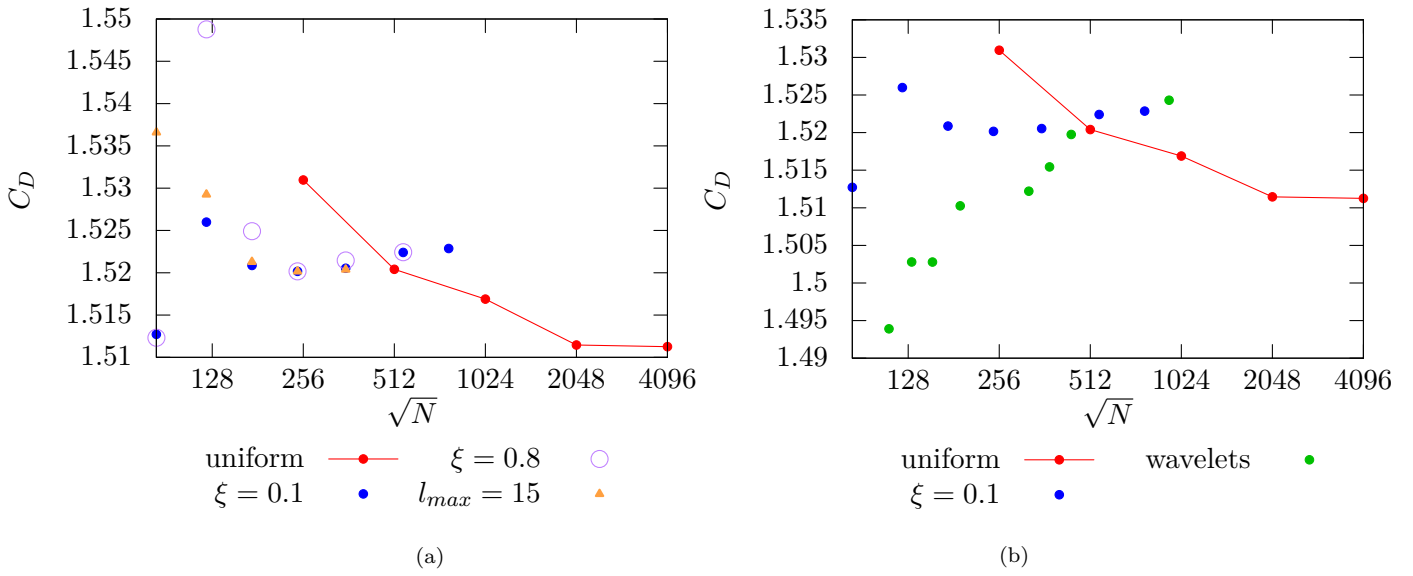 1.55
1.545
1.54
1.535
1.53
1.525
1.52
1.515
1.51
C_D
128 256 512 1024 2048 4096
√N
uniform ξ = 0.8
ξ = 0.1 l_max = 15
(a)
1.535
1.53
1.525
1.52
1.515
1.51
1.505
1.5
1.495
1.49
C_D
128 256 512 1024 2048 4096
√N
uniform wavelets
ξ = 0.1
(b)